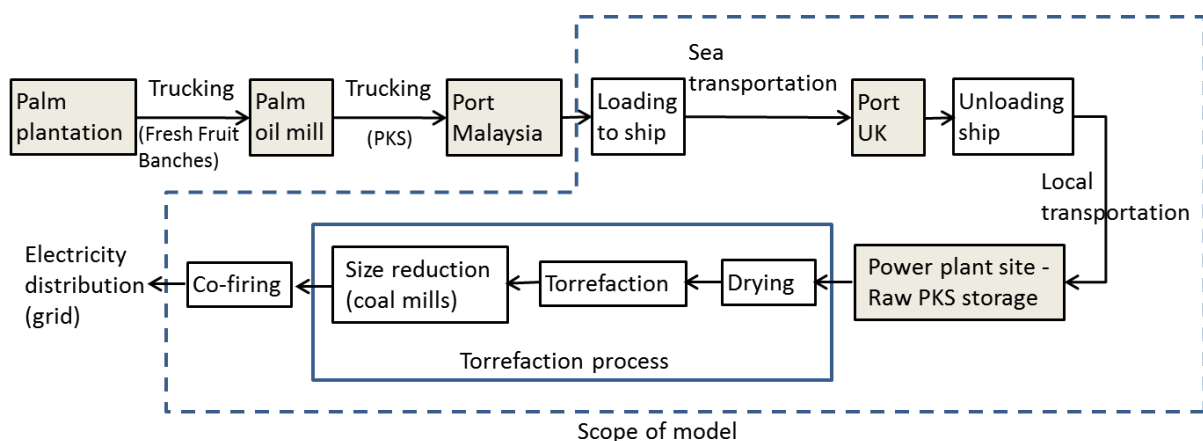 Palm
plantation
Trucking
(Fresh Fruit
Banches)
Palm
oil mill
Trucking
(PKS)
Port
Malaysia
Loading
to ship
Sea
transportation
Port
UK
Unloading
ship
Local
transportation
Power plant site -
Raw PKS storage
Drying
Torrefaction
Size reduction
(coal mills)
Torrefaction process
Co-firing
Electricity
distribution
(grid)
Scope of model